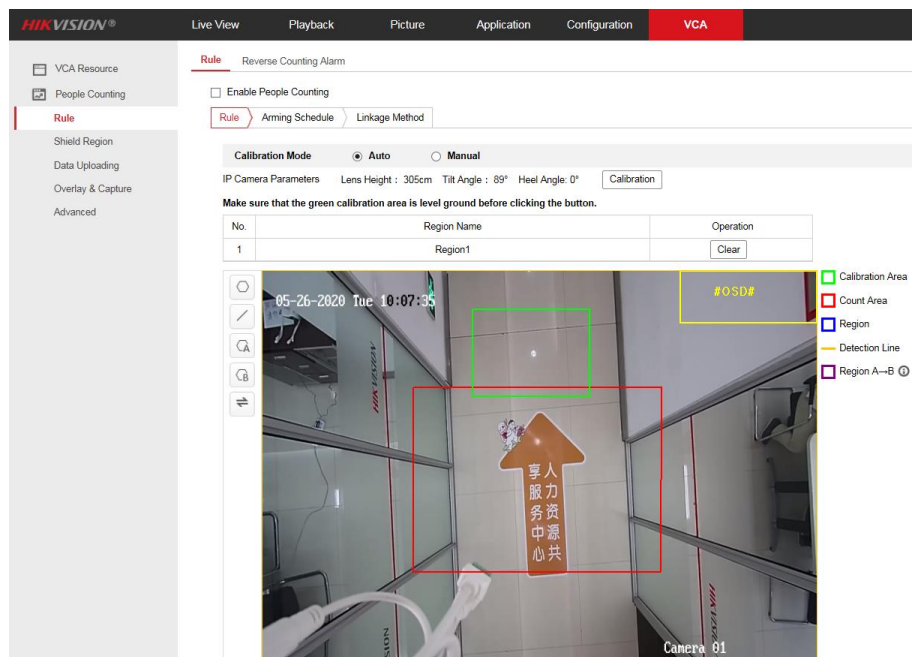 HIKVISION®
Live View Playback Picture Application Configuration VCA
VCA Resource
People Counting
Rule
Shield Region
Data Uploading
Overlay & Capture
Advanced
Rule Reverse Counting Alarm
Enable People Counting
Rule Arming Schedule Linkage Method
Calibration Mode Auto Manual
IP Camera Parameters Lens Height : 305cm Tilt Angle : 89° Heel Angle: 0° Calibration
Make sure that the green calibration area is level ground before clicking the button.
No. Region Name Operation
1 Region1 Clear
A
B
05-26-2020 Tue 10:07:35
#OSD#
HIKVISION
人力资源共
享服务中心
HIKVISION
Camera 01
Calibration Area
Count Area
Region
Detection Line
Region A→B